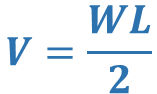 V = WL/2